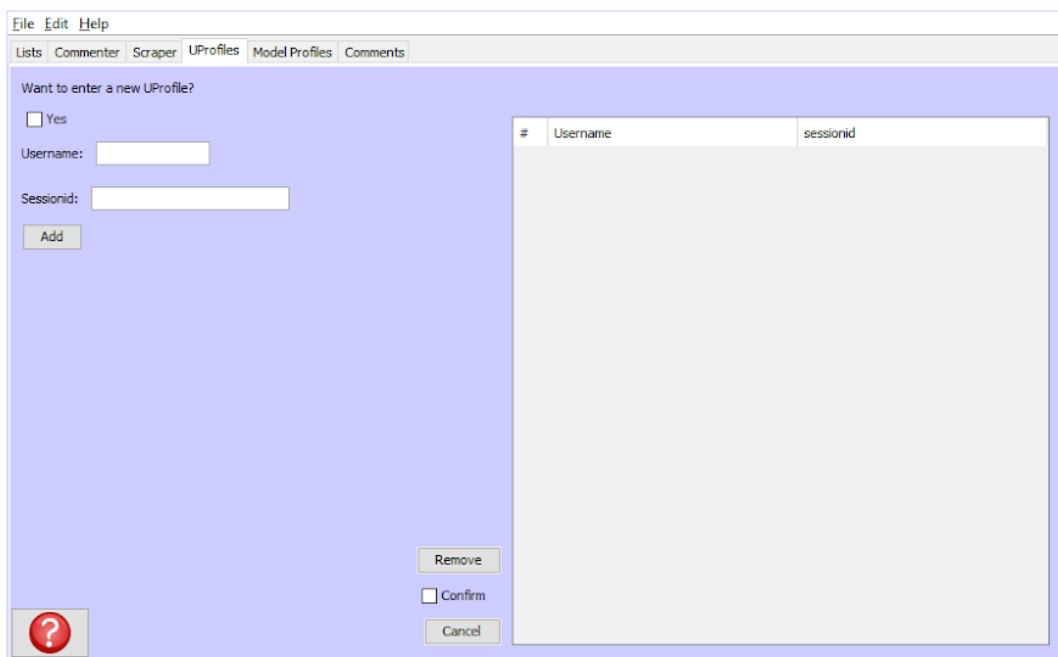 File Edit Help
Lists Commenter Scraper UProfiles Model Profiles Comments
Want to enter a new UProfile?
Yes
# Username sessionid
Username:
Sessionid:
Add
Remove
Confirm
?
Cancel